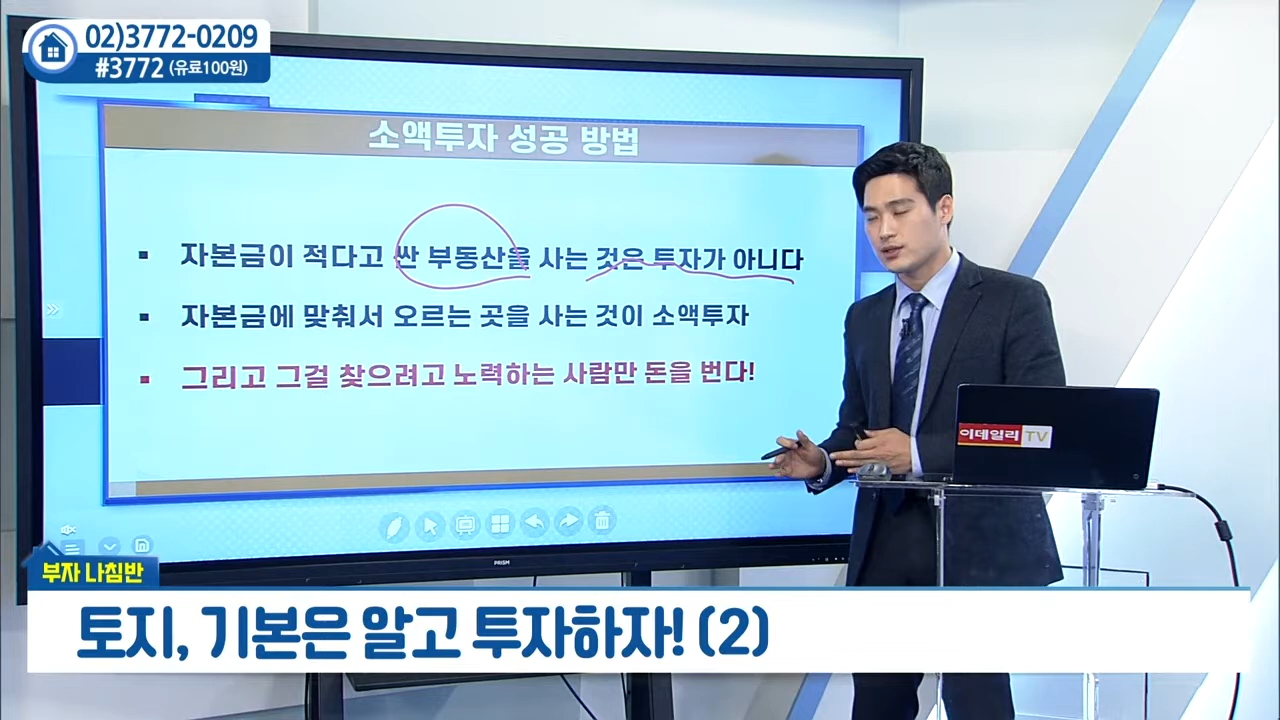 02)3772-0209
#3772 (유료100원)
소액투자 성공 방법
▪ 자본금이 적다고 싼 부동산을 사는 것은 투자가 아니다
▪ 자본금에 맞춰서 오르는 곳을 사는 것이 소액투자
▪ 그리고 그걸 찾으려고 노력하는 사람만 돈을 번다!
이데일리TV
PRISM
부자 나침반
토지, 기본은 알고 투자하자! (2)